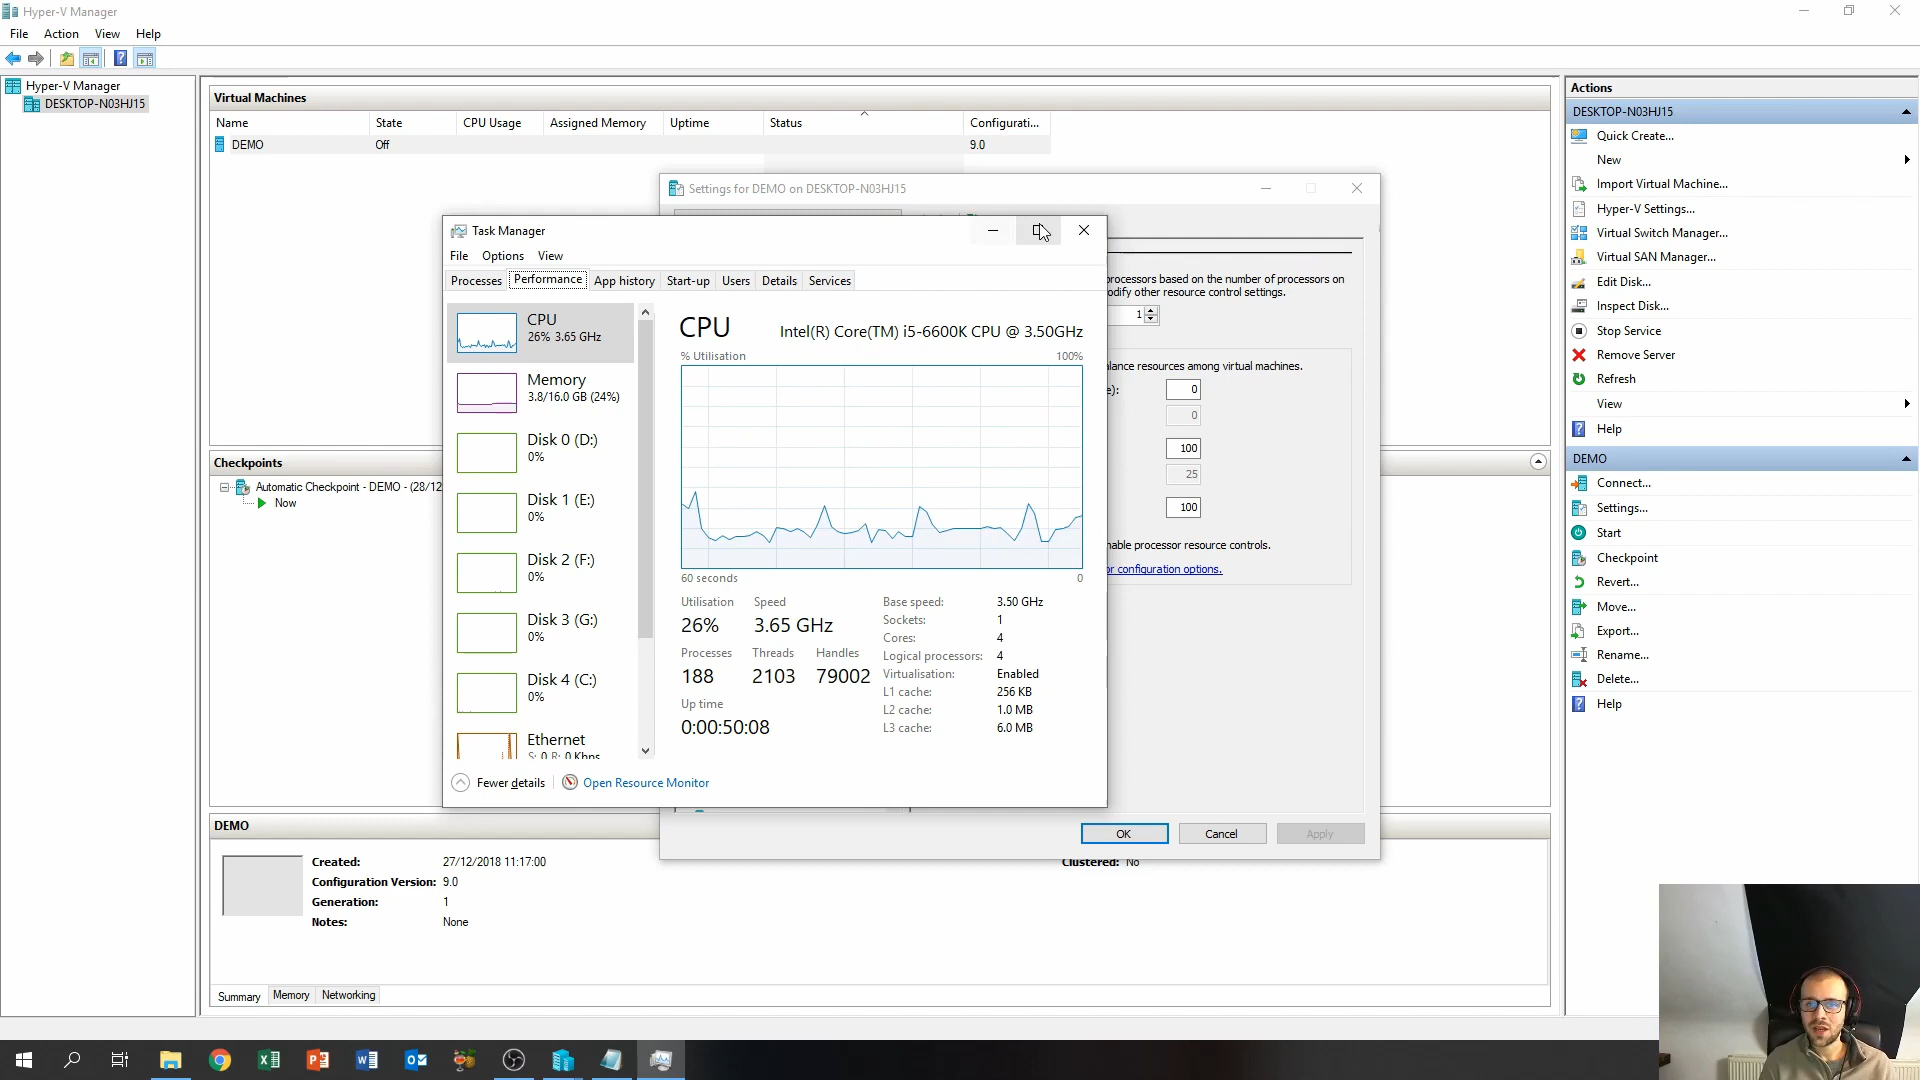 Hyper-V Manager
File Action View Help
Hyper-V Manager
DESKTOP-N03HJ15
Virtual Machines
Name State CPU Usage Assigned Memory Uptime Status Configurati...
DEMO Off 9.0
Checkpoints
Automatic Checkpoint - DEMO - (28/12
Now
DEMO
Created: 27/12/2018 11:17:00
Configuration Version: 9.0
Generation: 1
Notes: None
Clustered: No
Summary Memory Networking
Settings for DEMO on DESKTOP-N03HJ15
processors based on the number of processors on
odify other resource control settings.
1
alance resources among virtual machines.
e): 0
0
100
25
100
nable processor resource controls.
or configuration options.
OK Cancel Apply
Task Manager
File Options View
Processes Performance App history Start-up Users Details Services
CPU
26% 3.65 GHz
Memory
3.8/16.0 GB (24%)
Disk 0 (D:)
0%
Disk 1 (E:)
0%
Disk 2 (F:)
0%
Disk 3 (G:)
0%
Disk 4 (C:)
0%
Ethernet
S: 0 R: 0 Kbps
CPU Intel(R) Core(TM) i5-6600K CPU @ 3.50GHz
% Utilisation 100%
60 seconds 0
Utilisation Speed
26% 3.65 GHz
Processes Threads Handles
188 2103 79002
Up time
0:00:50:08
Base speed: 3.50 GHz
Sockets: 1
Cores: 4
Logical processors: 4
Virtualisation: Enabled
L1 cache: 256 KB
L2 cache: 1.0 MB
L3 cache: 6.0 MB
Fewer details Open Resource Monitor
Actions
DESKTOP-N03HJ15
Quick Create...
New
Import Virtual Machine...
Hyper-V Settings...
Virtual Switch Manager...
Virtual SAN Manager...
Edit Disk...
Inspect Disk...
Stop Service
Remove Server
Refresh
View
Help
DEMO
Connect...
Settings...
Start
Checkpoint
Revert...
Move...
Export...
Rename...
Delete...
Help